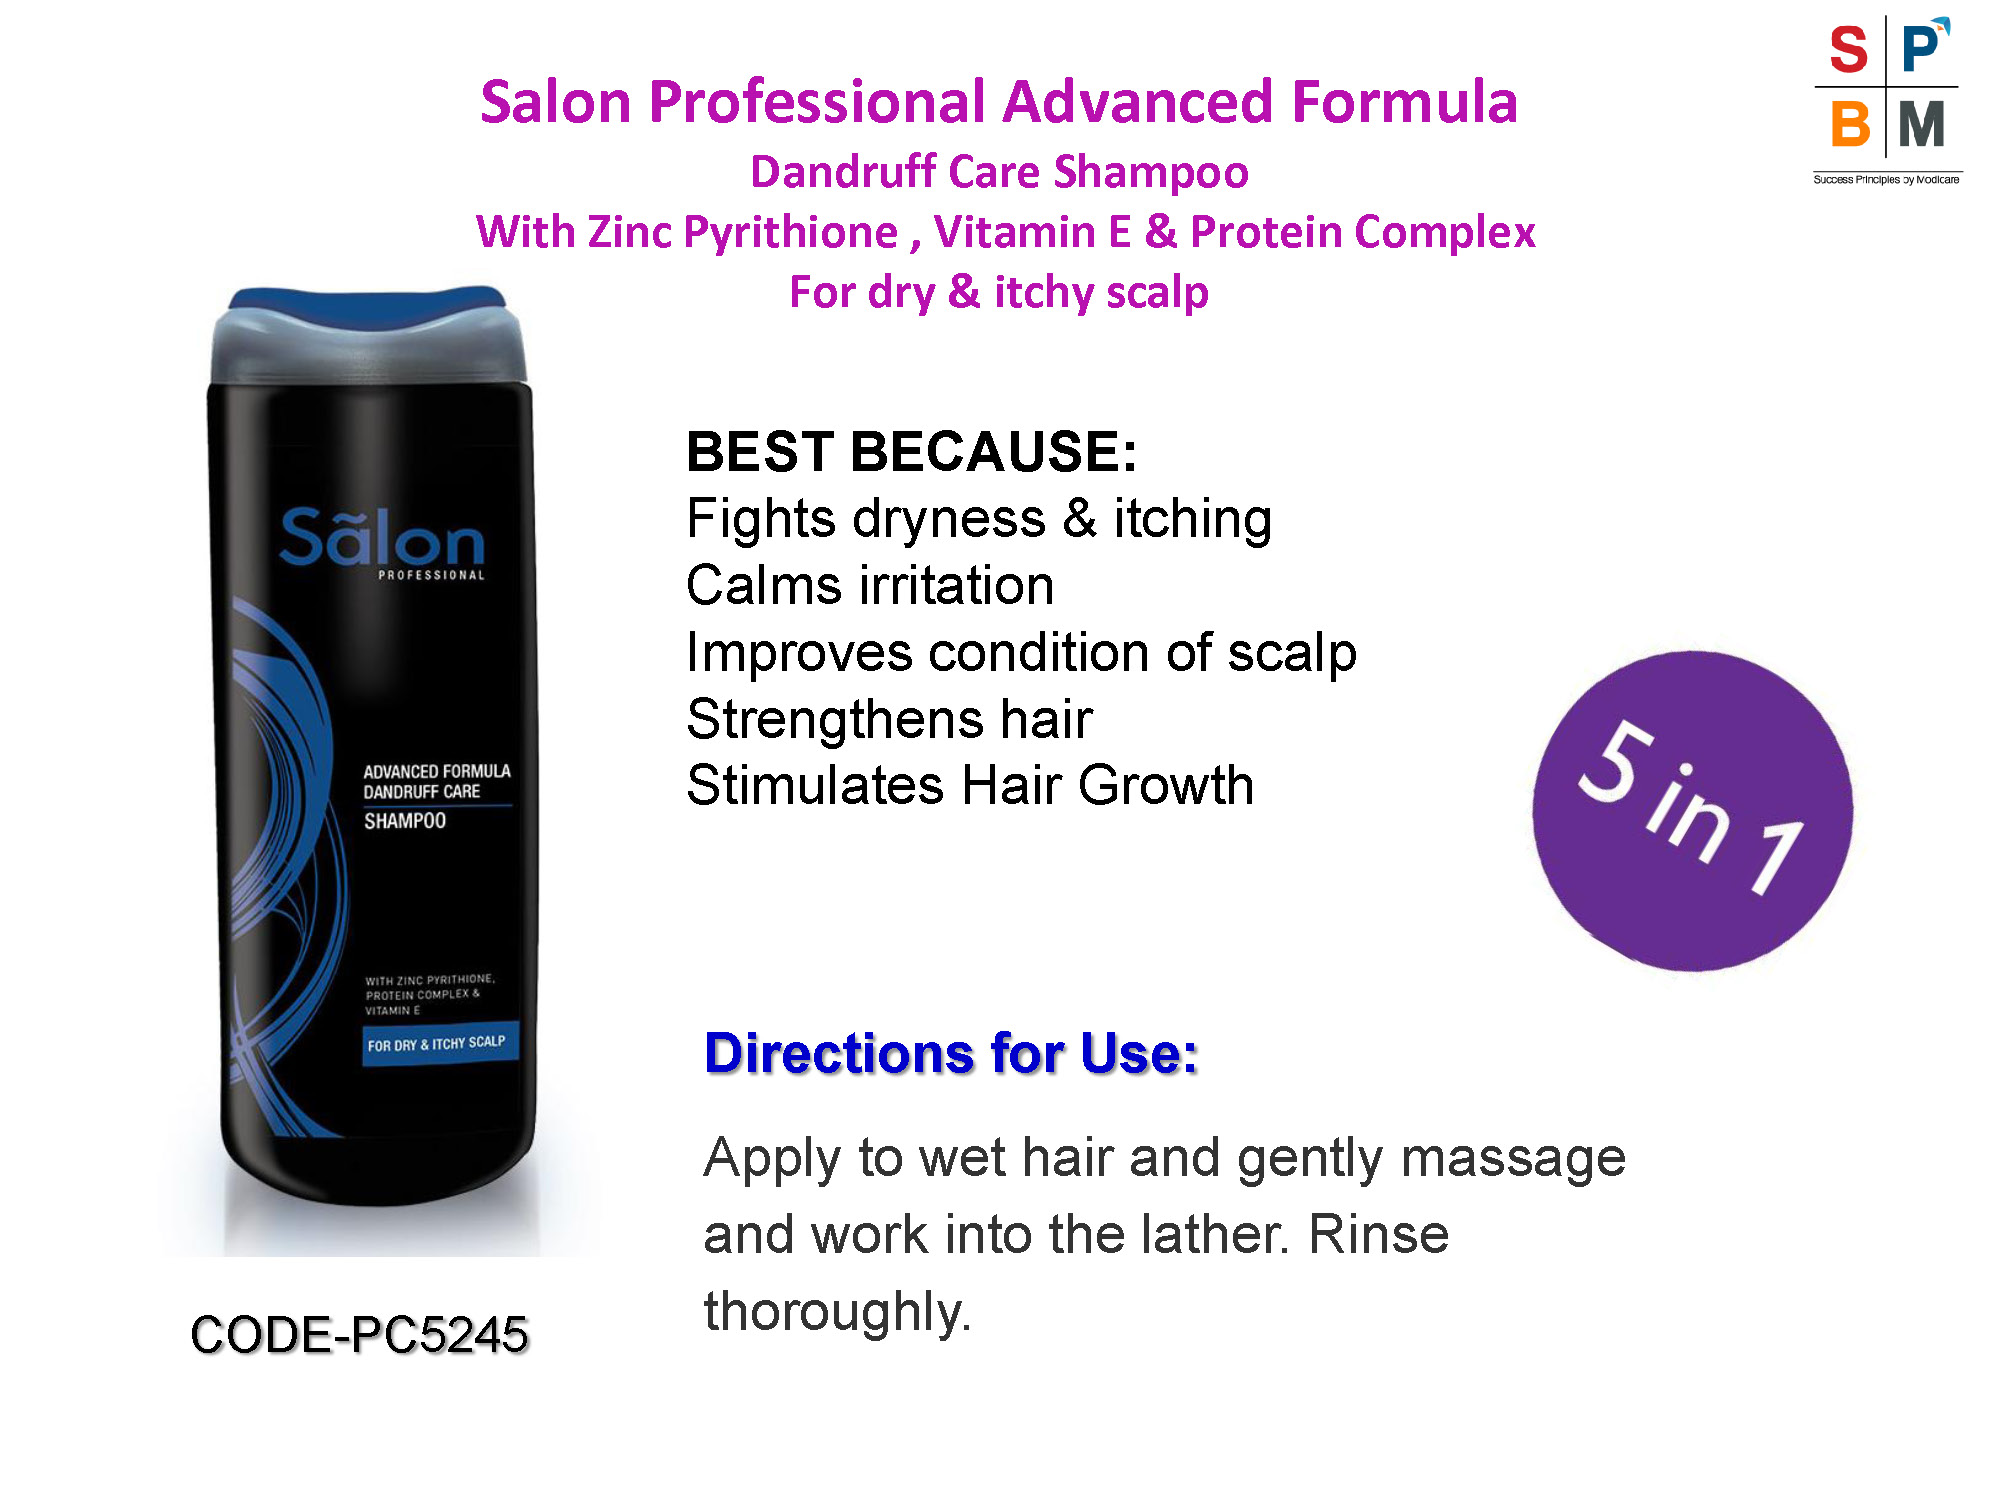 S P
B M
Success Principles by Modicare
Salon Professional Advanced Formula
Dandruff Care Shampoo
With Zinc Pyrithione , Vitamin E & Protein Complex
For dry & itchy scalp
Sãlon
PROFESSIONAL
ADVANCED FORMULA
DANDRUFF CARE
SHAMPOO
WITH ZINC PYRITHIONE,
PROTEIN COMPLEX &
VITAMIN E
FOR DRY & ITCHY SCALP
CODE-PC5245
BEST BECAUSE:
Fights dryness & itching
Calms irritation
Improves condition of scalp
Strengthens hair
Stimulates Hair Growth
5 in 1
Directions for Use:
Apply to wet hair and gently massage
and work into the lather. Rinse
thoroughly.